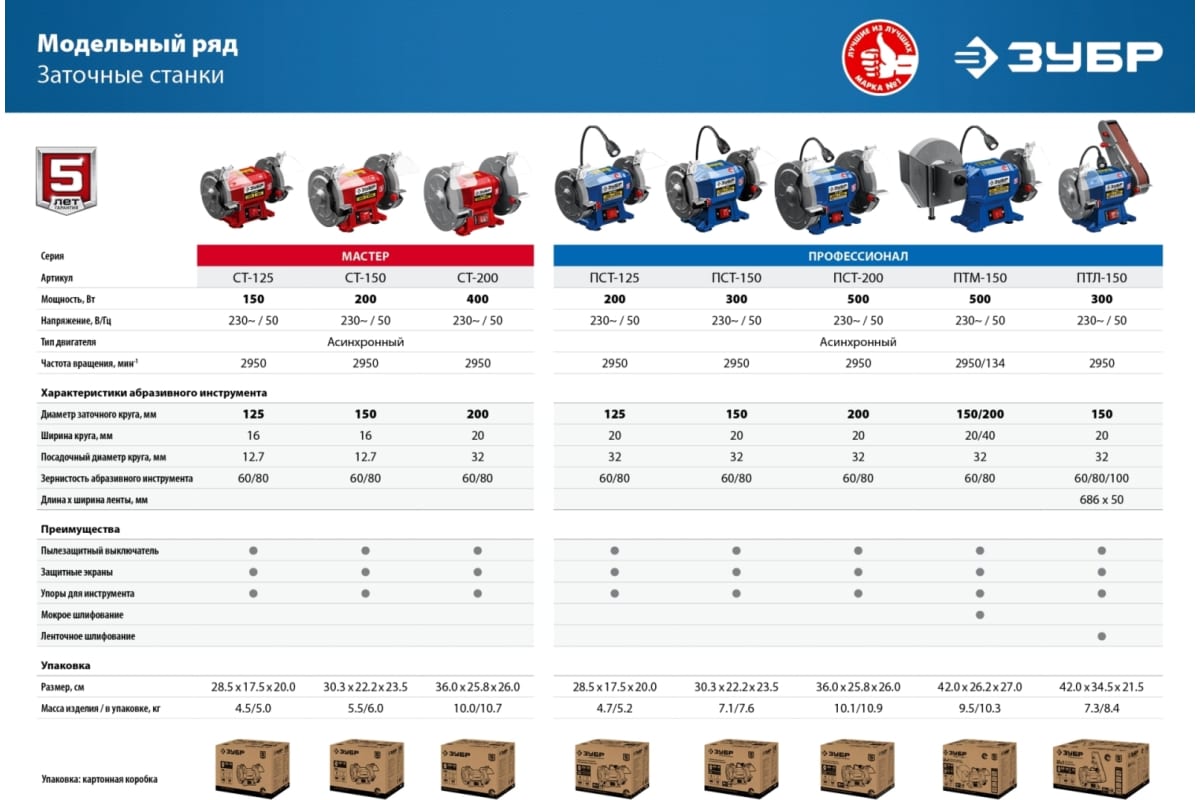 Модельный ряд
Заточные станки
ЛУЧШИЕ ИЗ ЛУЧШИХ
МАРКА №1
ЗУБР
5
ЛЕТ
ГАРАНТИЯ
Серия МАСТЕР ПРОФЕССИОНАЛ
Артикул СТ-125 СТ-150 СТ-200 ПСТ-125 ПСТ-150 ПСТ-200 ПТМ-150 ПТЛ-150
Мощность, Вт 150 200 400 200 300 500 500 300
Напряжение, В/Гц 230~ / 50 230~ / 50 230~ / 50 230~ / 50 230~ / 50 230~ / 50 230~ / 50 230~ / 50
Тип двигателя Асинхронный Асинхронный
Частота вращения, мин-1 2950 2950 2950 2950 2950 2950 2950/134 2950
Характеристики абразивного инструмента
Диаметр заточного круга, мм 125 150 200 125 150 200 150/200 150
Ширина круга, мм 16 16 20 20 20 20 20/40 20
Посадочный диаметр круга, мм 12.7 12.7 32 32 32 32 32 32
Зернистость абразивного инструмента 60/80 60/80 60/80 60/80 60/80 60/80 60/80 60/80/100
Длина х ширина ленты, мм 686 x 50
Преимущества
Пылезащитный выключатель
Защитные экраны
Упоры для инструмента
Мокрое шлифование
Ленточное шлифование
Упаковка
Размер, см 28.5 x 17.5 x 20.0 30.3 x 22.2 x 23.5 36.0 x 25.8 x 26.0 28.5 x 17.5 x 20.0 30.3 x 22.2 x 23.5 36.0 x 25.8 x 26.0 42.0 x 26.2 x 27.0 42.0 x 34.5 x 21.5
Масса изделия / в упаковке, кг 4.5/5.0 5.5/6.0 10.0/10.7 4.7/5.2 7.1/7.6 10.1/10.9 9.5/10.3 7.3/8.4
Упаковка: картонная коробка
ЗУБР ЗУБР ЗУБР ЗУБР ЗУБР ЗУБР ЗУБР ЗУБР